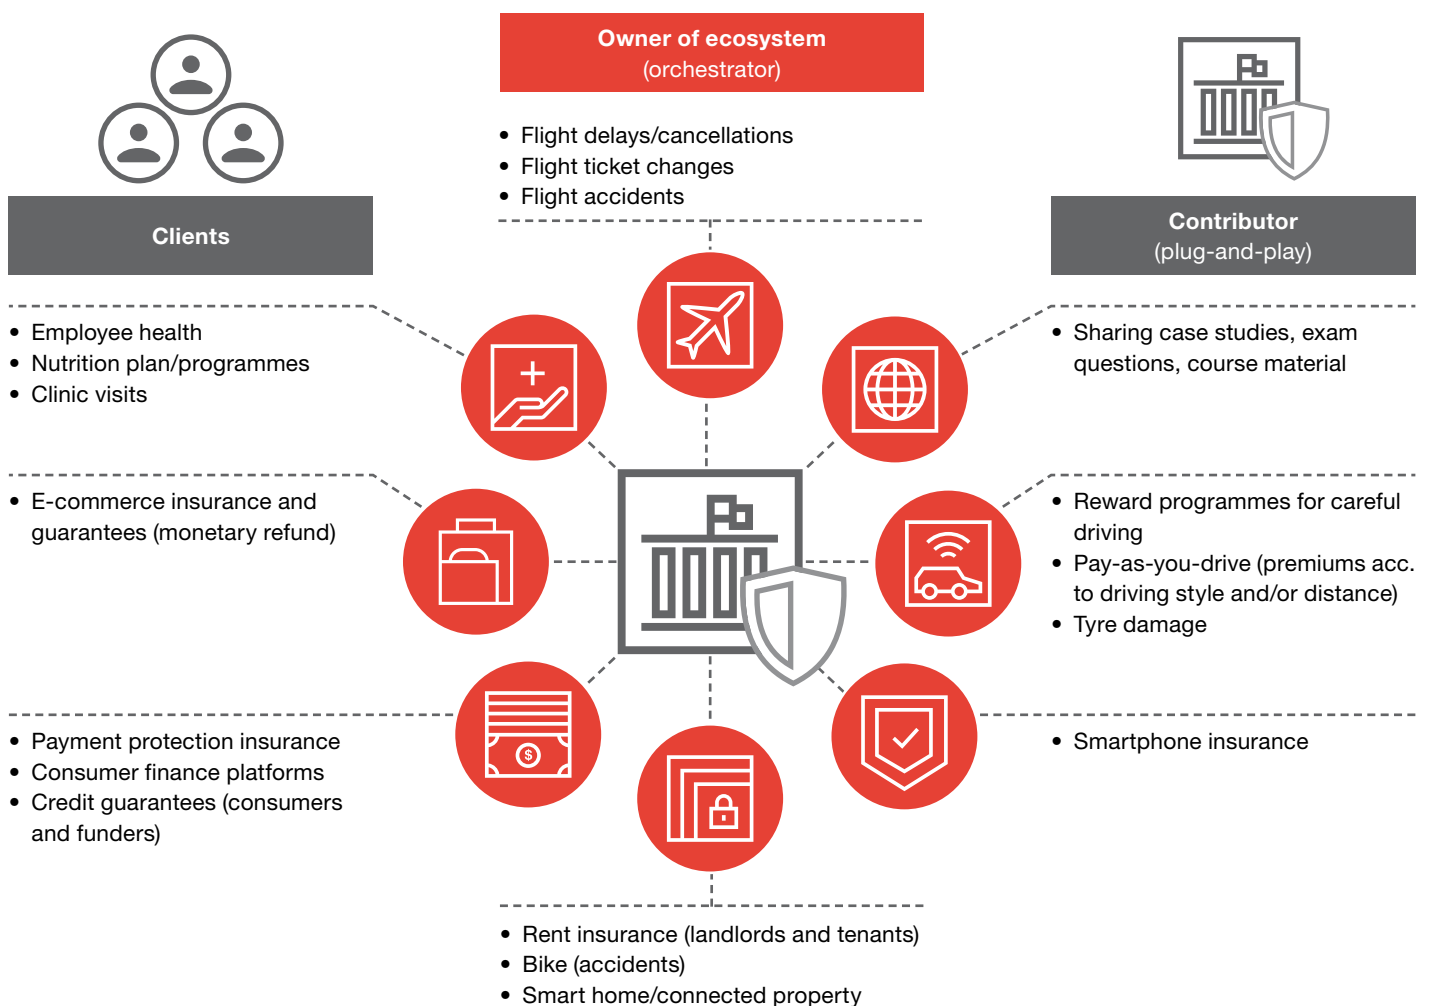 Owner of ecosystem
(orchestrator)
• Flight delays/cancellations
• Flight ticket changes
• Flight accidents
Clients
Contributor
(plug-and-play)
• Employee health
• Nutrition plan/programmes
• Clinic visits
• Sharing case studies, exam
questions, course material
• E-commerce insurance and
guarantees (monetary refund)
• Reward programmes for careful
driving
• Pay-as-you-drive (premiums acc.
to driving style and/or distance)
• Tyre damage
• Payment protection insurance
• Consumer finance platforms
• Credit guarantees (consumers
and funders)
$
• Smartphone insurance
• Rent insurance (landlords and tenants)
• Bike (accidents)
• Smart home/connected property